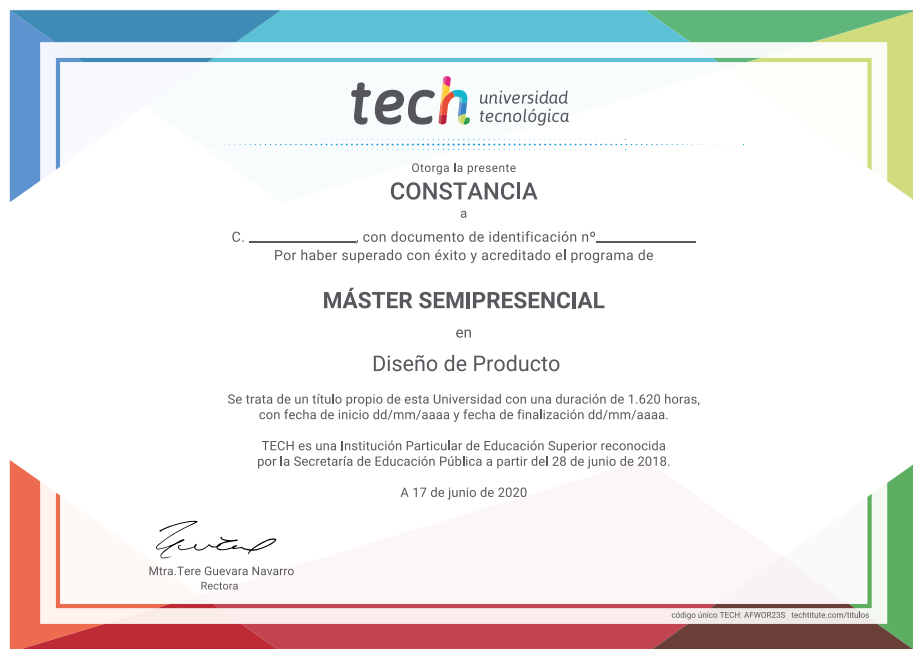 tech universidad
tecnológica
Otorga la presente
CONSTANCIA
a
C. ____________, con documento de identificación nº____________
Por haber superado con éxito y acreditado el programa de
MÁSTER SEMIPRESENCIAL
en
Diseño de Producto
Se trata de un título propio de esta Universidad con una duración de 1.620 horas,
con fecha de inicio dd/mm/aaaa y fecha de finalización dd/mm/aaaa.
TECH es una Institución Particular de Educación Superior reconocida
por la Secretaría de Educación Pública a partir del 28 de junio de 2018.
A 17 de junio de 2020
Mtra.Tere Guevara Navarro
Rectora
código único TECH: AFWOR23S techtitute.com/titulos